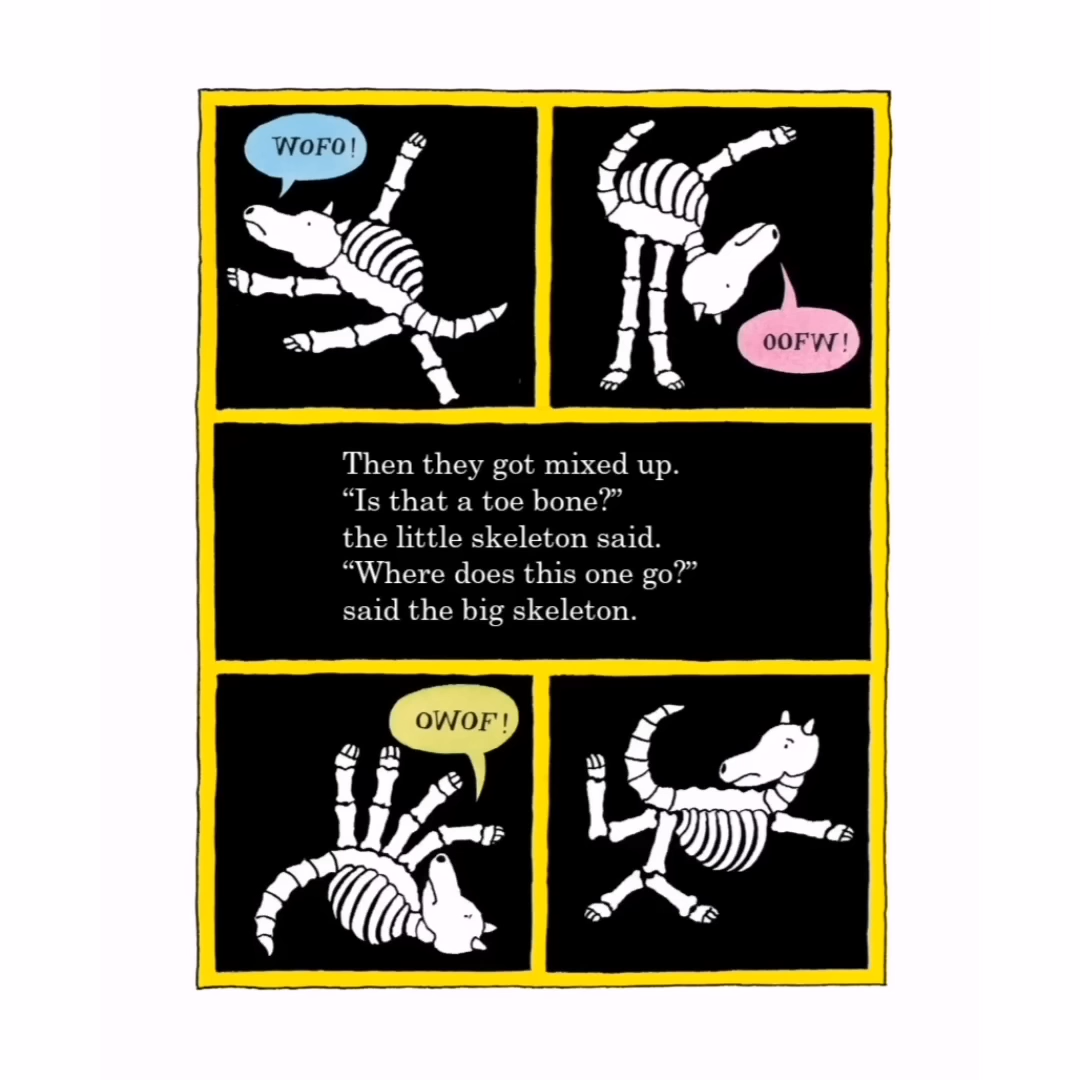 WOFO!
OOFW!
Then they got mixed up.
“Is that a toe bone?”
the little skeleton said.
“Where does this one go?”
said the big skeleton.
OWOF!